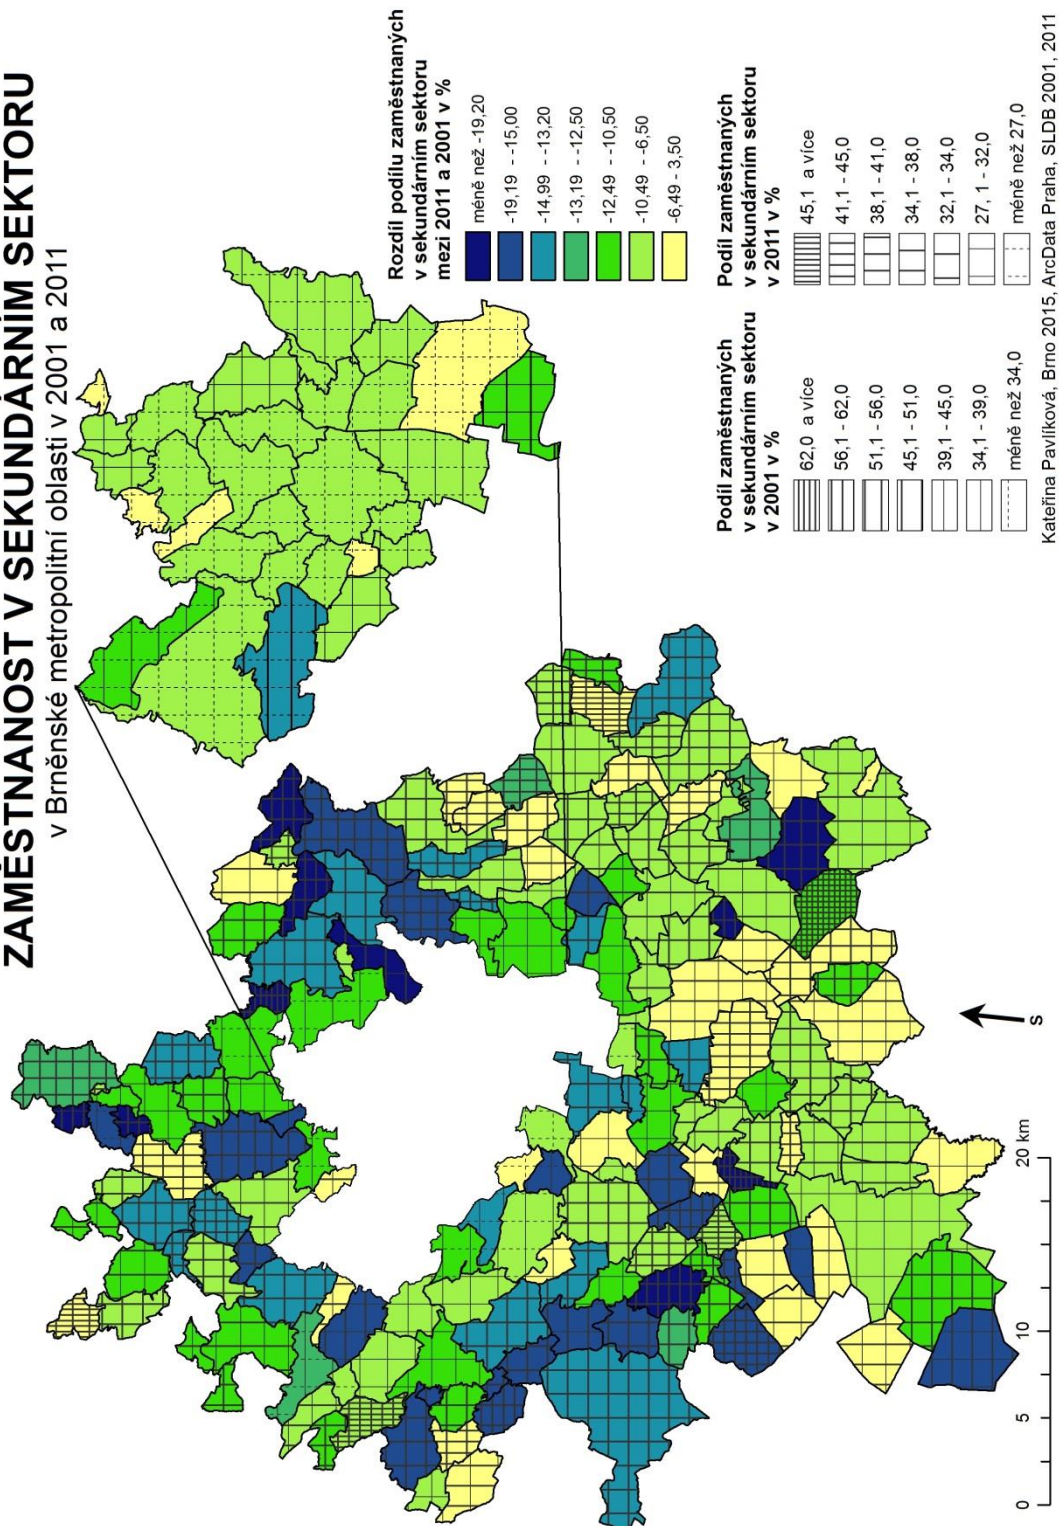 ZAMĚSTNANOST V SEKUNDÁRNÍM SEKTORU
v Brněnské metropolitní oblasti v 2001 a 2011
Rozdíl podílu zaměstnaných
v sekundárním sektoru
mezi 2011 a 2001 v %
méně než -19,20
-19,19 - -15,00
-14,99 - -13,20
-13,19 - -12,50
-12,49 - -10,50
-10,49 - -6,50
-6,49 - 3,50
Podíl zaměstnaných
v sekundárním sektoru
v 2001 v %
62,0 a více
56,1 - 62,0
51,1 - 56,0
45,1 - 51,0
39,1 - 45,0
34,1 - 39,0
méně než 34,0
Podíl zaměstnaných
v sekundárním sektoru
v 2011 v %
45,1 a více
41,1 - 45,0
38,1 - 41,0
34,1 - 38,0
32,1 - 34,0
27,1 - 32,0
méně než 27,0
S
0 5 10 20 km
Kateřina Pavlíková, Brno 2015, ArcData Praha, SLDB 2001, 2011